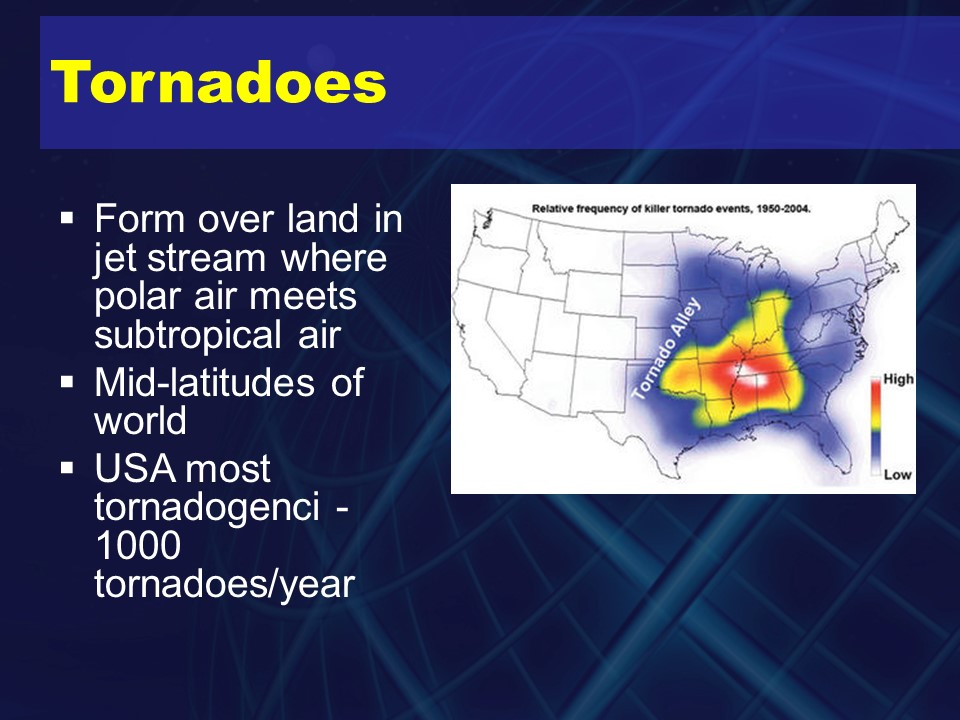 Tornadoes
▪ Form over land in
jet stream where
polar air meets
subtropical air
▪ Mid-latitudes of
world
▪ USA most
tornadogenci -
1000
tornadoes/year
Relative frequency of killer tornado events, 1950-2004.
Tornado Alley
High
Low